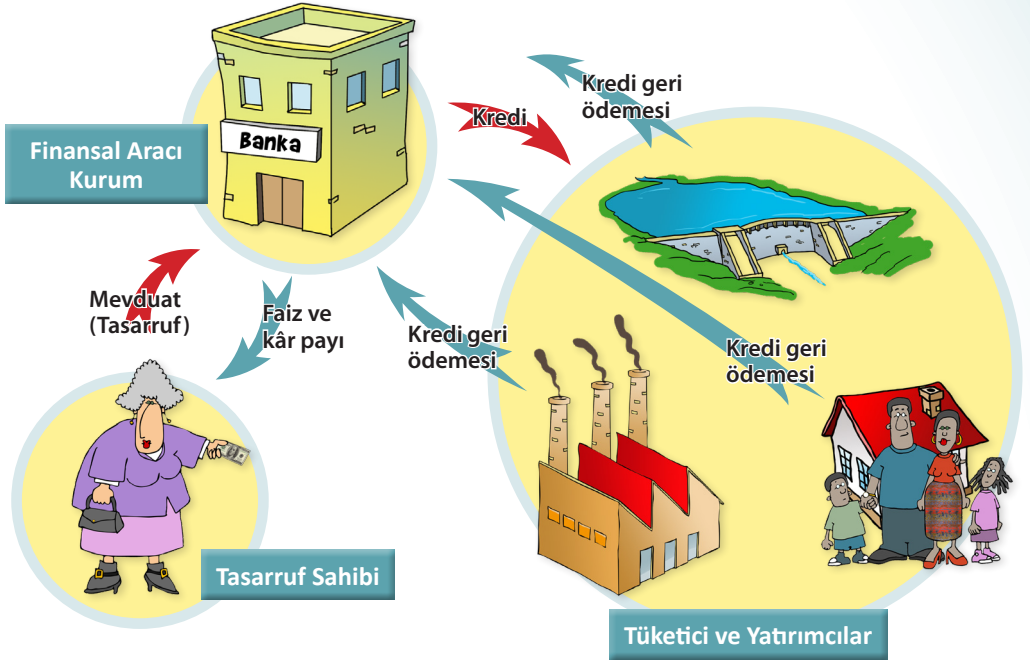 Kredi geri
ödemesi
Kredi
Banka
Finansal Aracı
Kurum
Mevduat
(Tasarruf)
Faiz ve
kâr payı
Kredi geri
ödemesi
Kredi geri
ödemesi
Tasarruf Sahibi
Tüketici ve Yatırımcılar